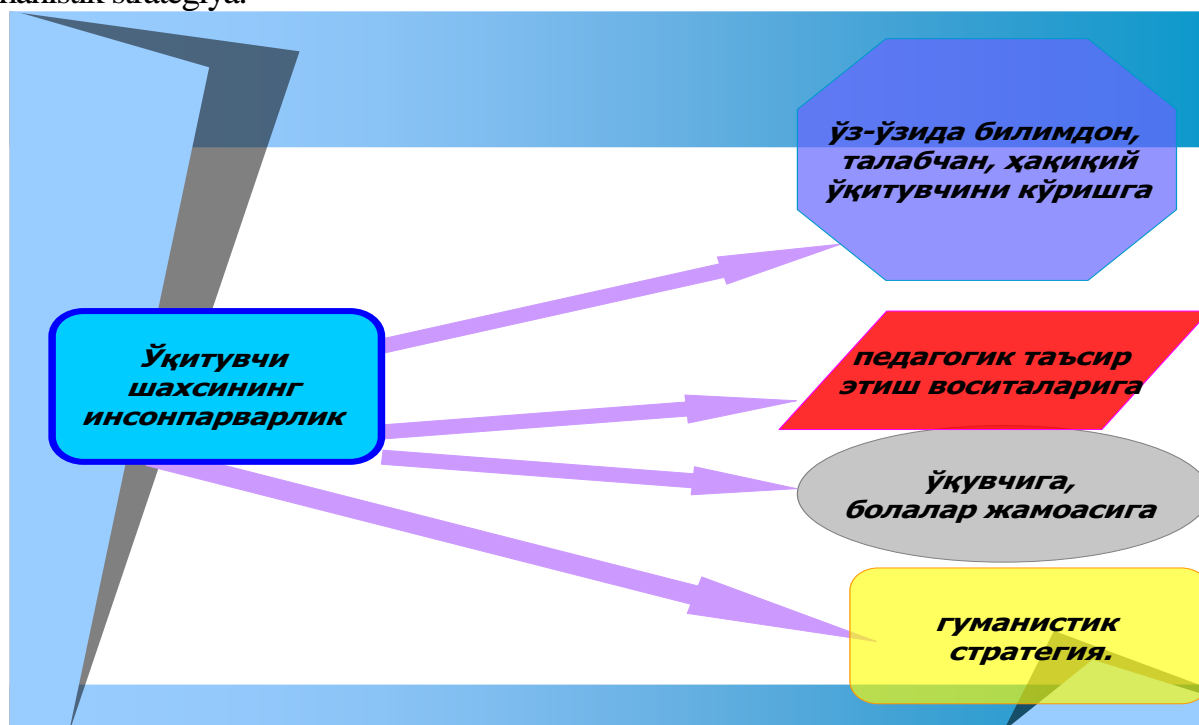 strategiya.
ўз-ўзида билимдон,
талабчан, ҳақиқий
ўқитувчини кўришга
Ўқитувчи
шахсининг
инсонпарварлик
педагогик таъсир
этиш воситаларига
ўқувчига,
болалар жамоасига
гуманистик
стратегия.